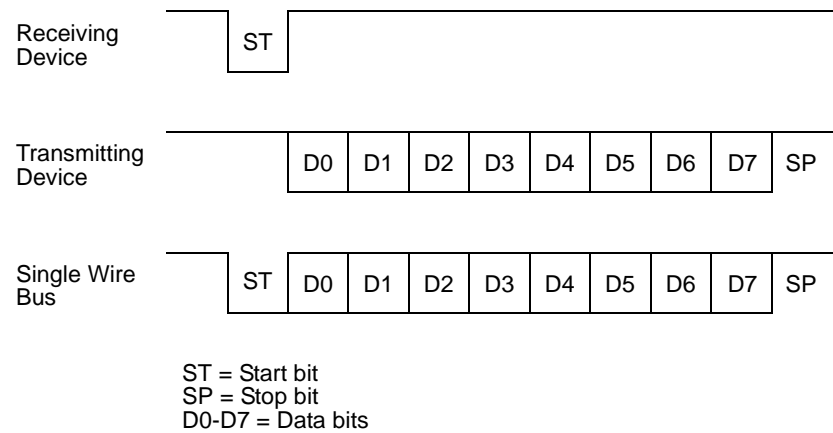 Receiving
Device
ST
Transmitting
Device
D0 D1 D2 D3 D4 D5 D6 D7 SP
Single Wire
Bus
ST D0 D1 D2 D3 D4 D5 D6 D7 SP
ST = Start bit
SP = Stop bit
D0-D7 = Data bits